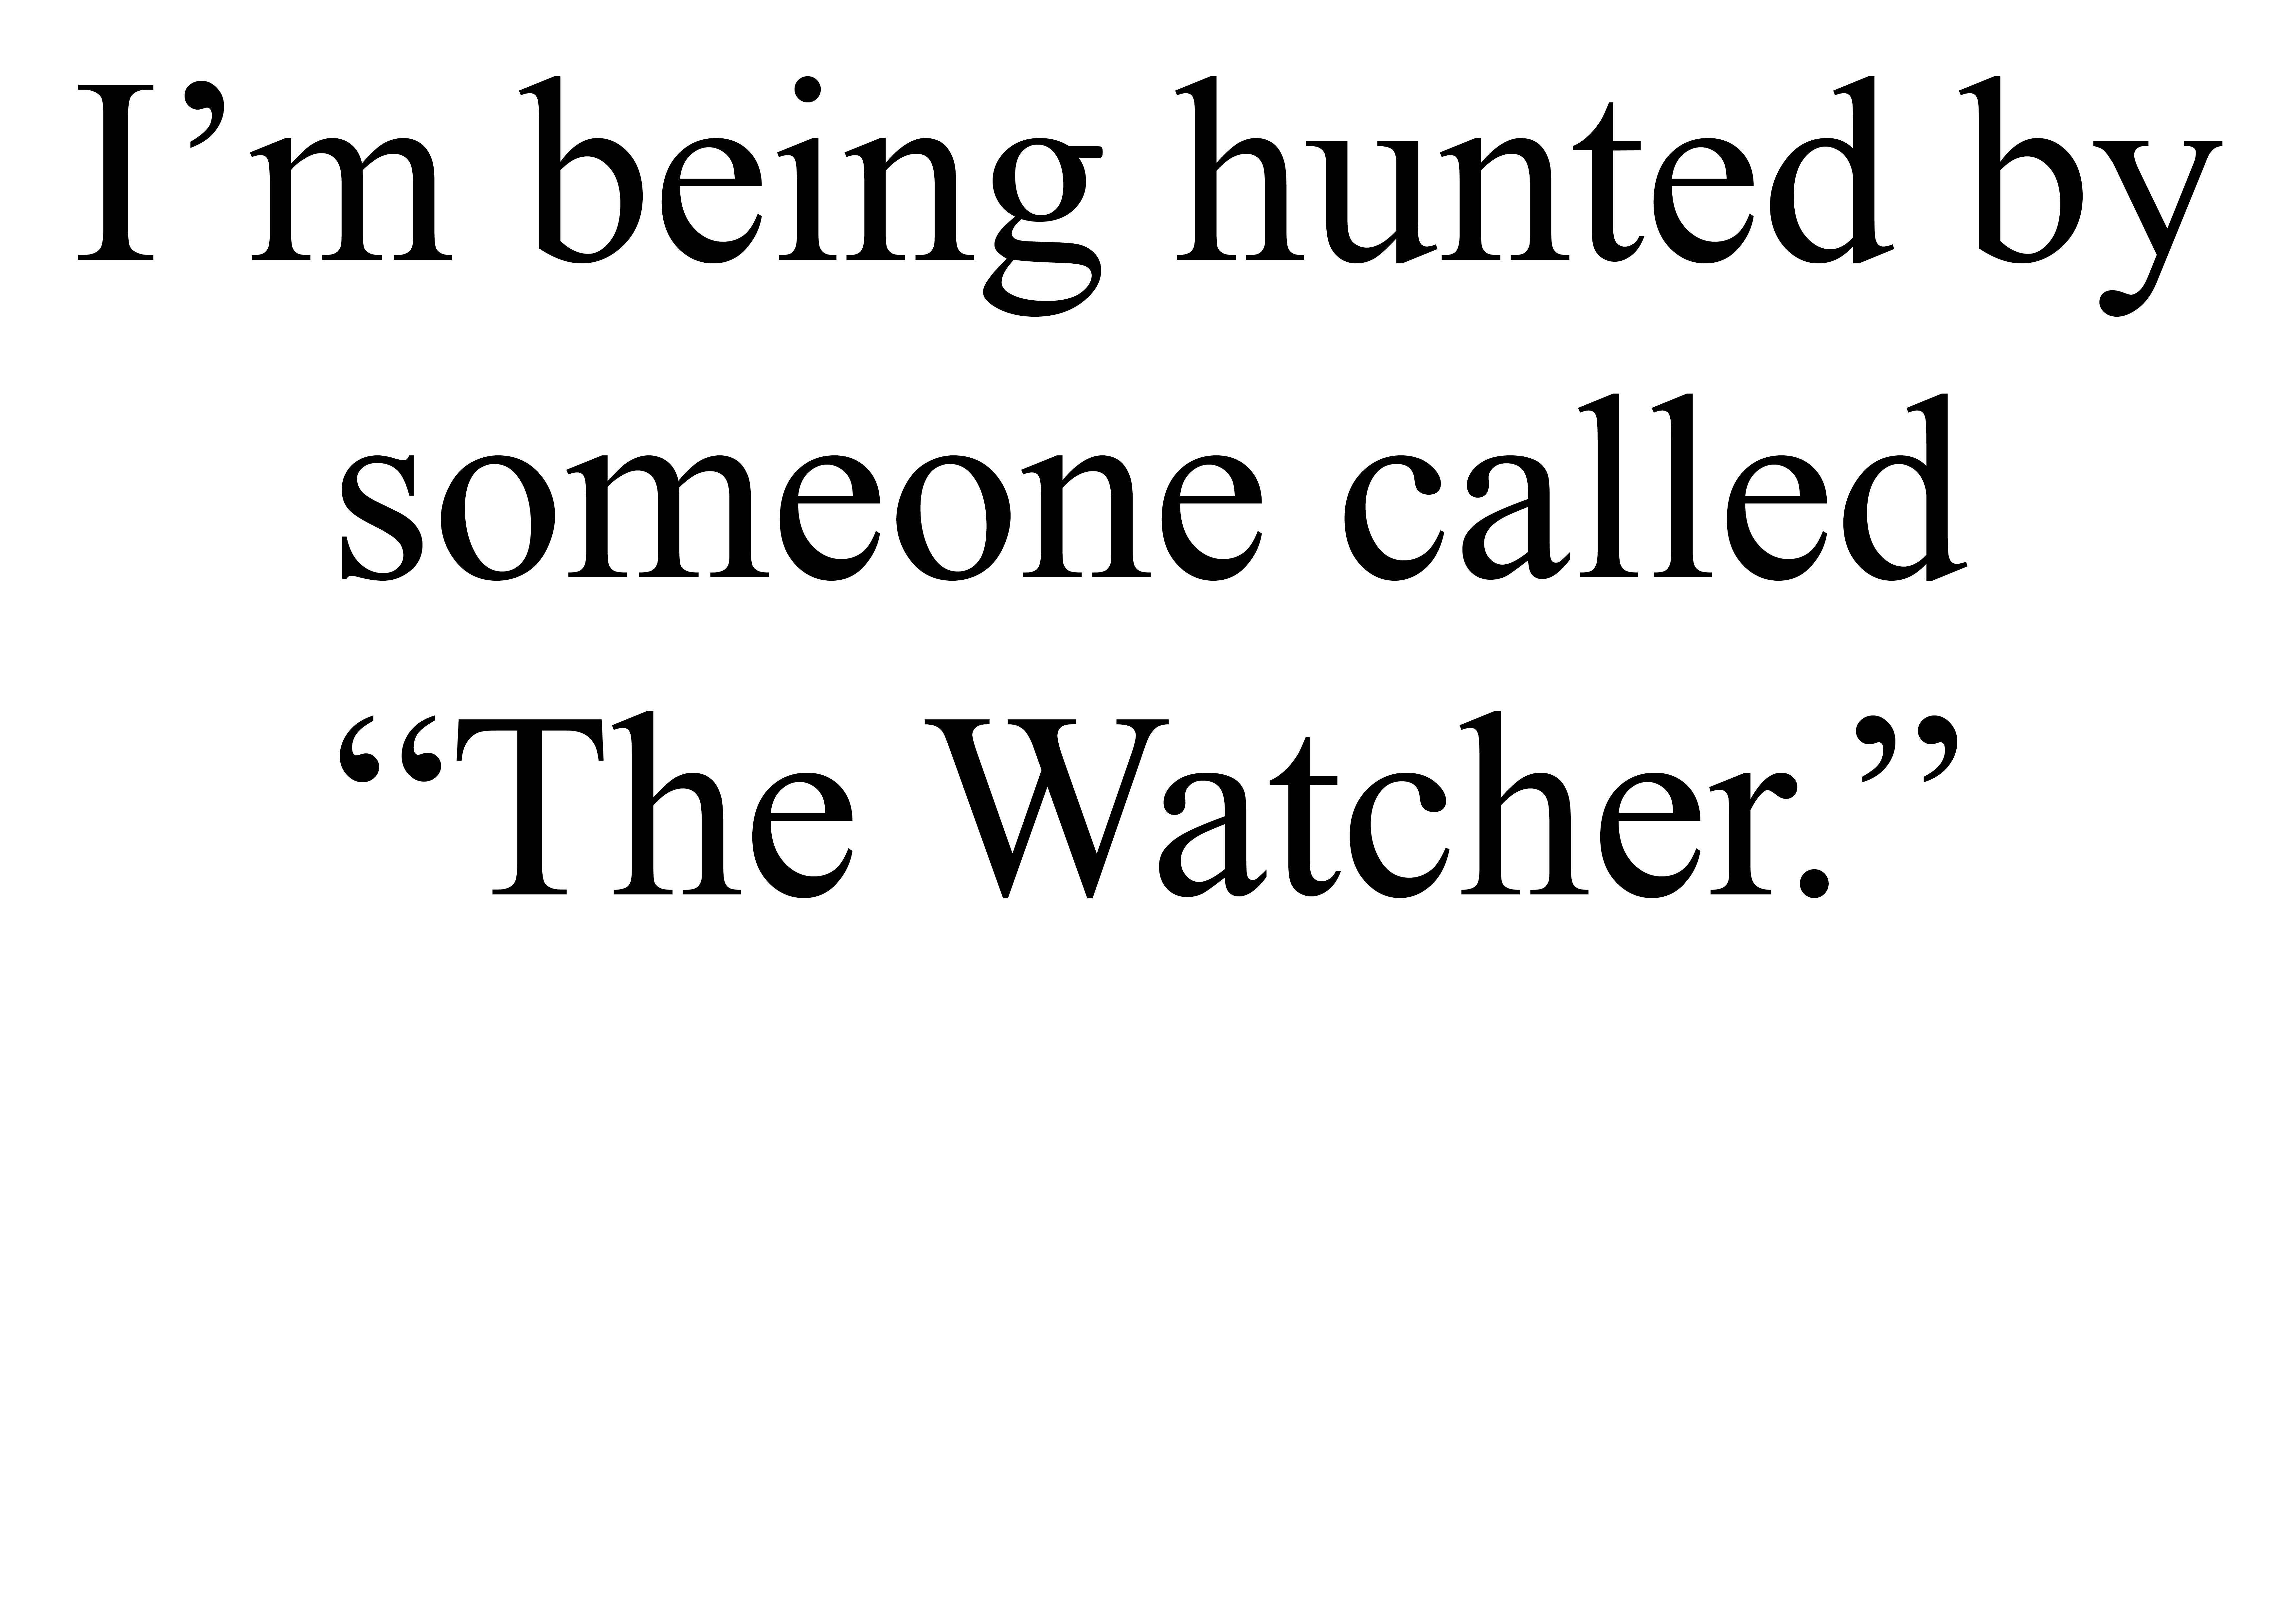 I’m being hunted by
someone called
“The Watcher.”